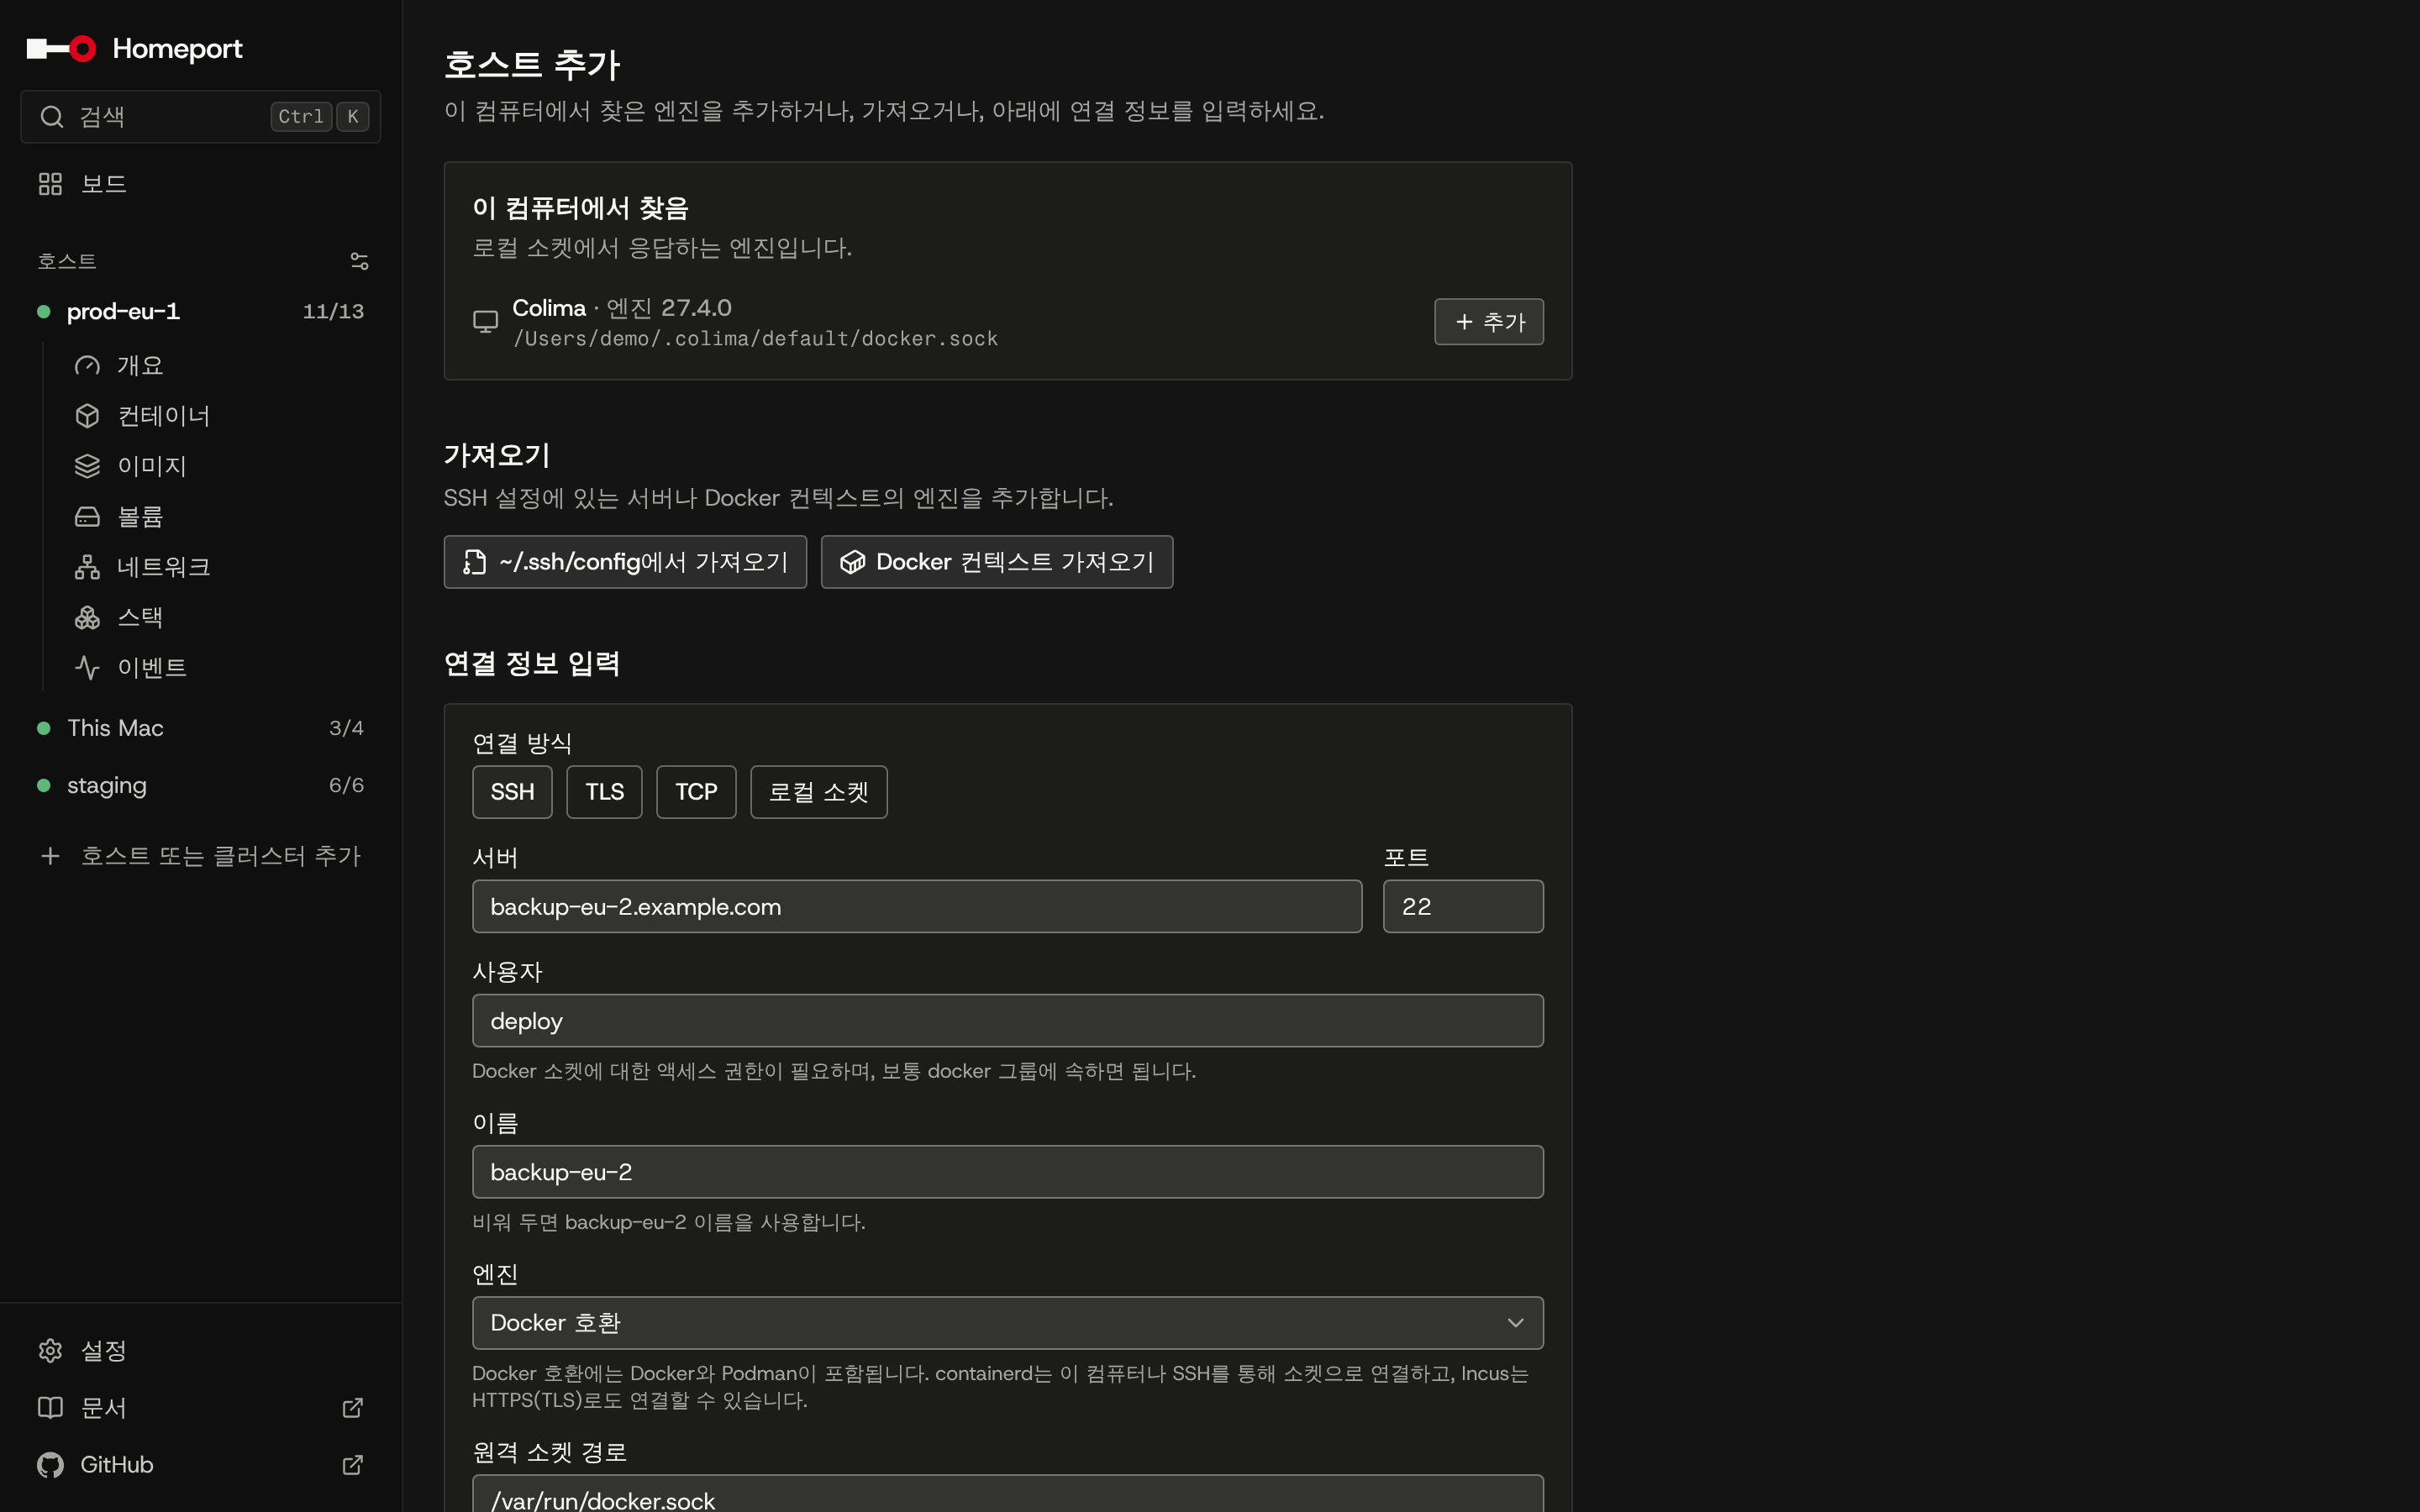 Homeport
검색
Ctrl K
보드
호스트
prod-eu-1
11/13
개요
컨테이너
이미지
볼륨
네트워크
스택
이벤트
This Mac
3/4
staging
6/6
호스트 또는 클러스터 추가
설정
문서
GitHub
호스트 추가
이 컴퓨터에서 찾은 엔진을 추가하거나, 가져오거나, 아래에 연결 정보를 입력하세요.
이 컴퓨터에서 찾음
로컬 소켓에서 응답하는 엔진입니다.
Colima · 엔진 27.4.0
/Users/demo/.colima/default/docker.sock
추가
가져오기
SSH 설정에 있는 서버나 Docker 컨텍스트의 엔진을 추가합니다.
~/.ssh/config에서 가져오기
Docker 컨텍스트 가져오기
연결 정보 입력
연결 방식
SSH
TLS
TCP
로컬 소켓
서버
포트
backup-eu-2.example.com
22
사용자
deploy
Docker 소켓에 대한 액세스 권한이 필요하며, 보통 docker 그룹에 속하면 됩니다.
이름
backup-eu-2
비워 두면 backup-eu-2 이름을 사용합니다.
엔진
Docker 호환
Docker 호환에는 Docker와 Podman이 포함됩니다. containerd는 이 컴퓨터나 SSH를 통해 소켓으로 연결하고, Incus는
HTTPS(TLS)로도 연결할 수 있습니다.
원격 소켓 경로
/var/run/docker.sock